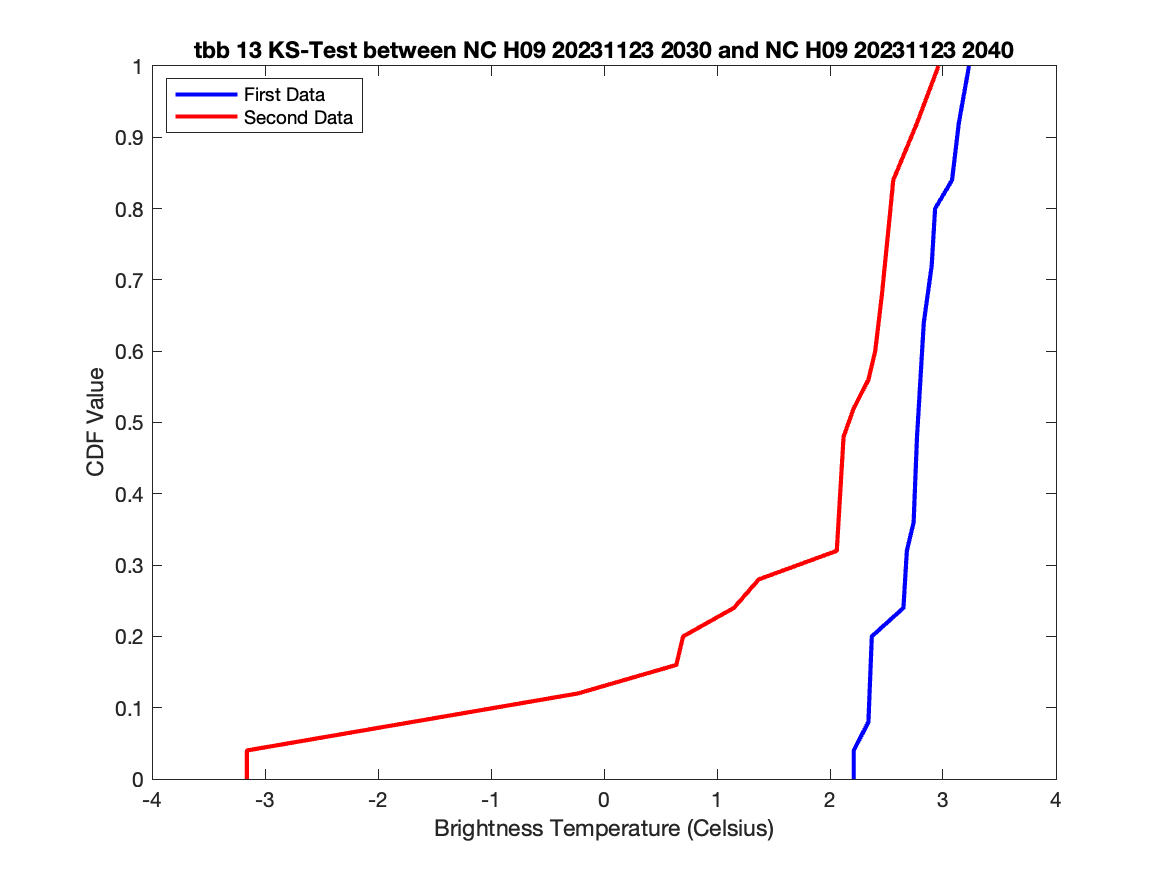 tbb 13 KS-Test between NC H09 20231123 2030 and NC H09 20231123 2040
First Data
Second Data
1
0.9
0.8
0.7
0.6
0.5
0.4
0.3
0.2
0.1
0
CDF Value
-4 -3 -2 -1 0 1 2 3 4
Brightness Temperature (Celsius)